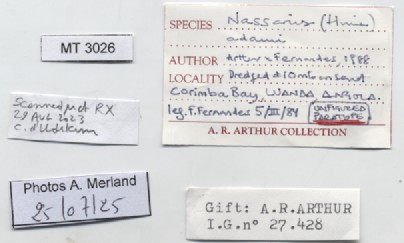 MT 3026
Scanned μct RX
29 Aug 2023
C. d'Udekem
Photos A. Merland
25/07/25
SPECIES Nassarius (Hinia)
adami
AUTHOR Arthur & Fernandes, 1988
LOCALITY Dredged ± 10m on sand
Corimba Bay, LUANDA ANGOLA
leg. F. Fernandes 5/III/84 UNFIGURED
PARATYPE
A. R. ARTHUR COLLECTION
Gift: A.R.ARTHUR
I.G.n° 27.428